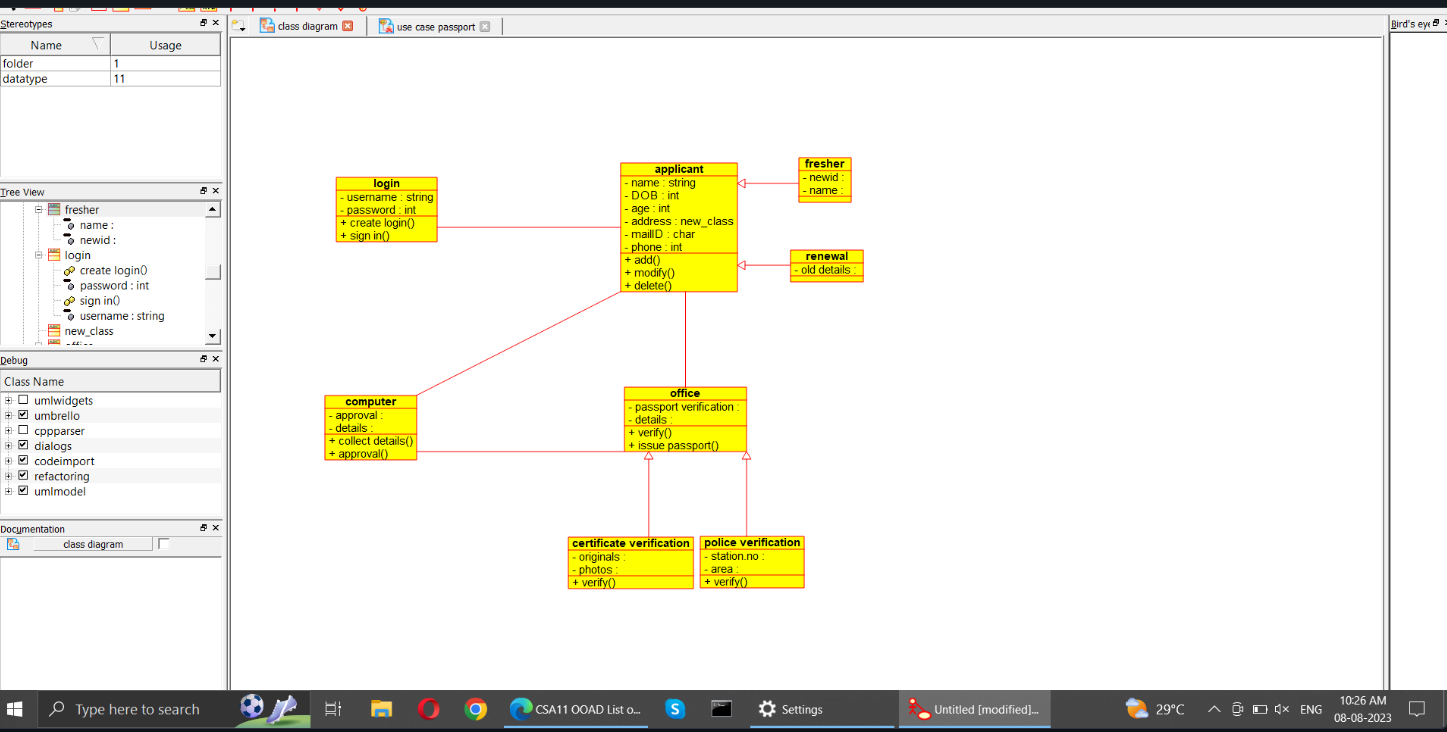 Stereotypes
Name Usage
folder 1
datatype 11
Tree View
fresher
name :
newid :
login
create login()
password : int
sign in()
username : string
new_class
Debug
Class Name
umlwidgets
umbrello
cppparser
dialogs
codeimport
refactoring
umlmodel
Documentation
class diagram
class diagram
use case passport
login
- username : string
- password : int
+ create login()
+ sign in()
applicant
- name : string
- DOB : int
- age : int
- address : new_class
- mailID : char
- phone : int
+ add()
+ modify()
+ delete()
fresher
- newid :
- name :
renewal
- old details :
computer
- approval :
- details :
+ collect details()
+ approval()
office
- passport verification :
- details :
+ verify()
+ issue passport()
certificate verification
- originals :
- photos :
+ verify()
police verification
- station.no :
- area :
+ verify()
Bird's eye
Type here to search
CSA11 OOAD List o...
Settings
Untitled [modified]...
29°C
ENG
10:26 AM
08-08-2023